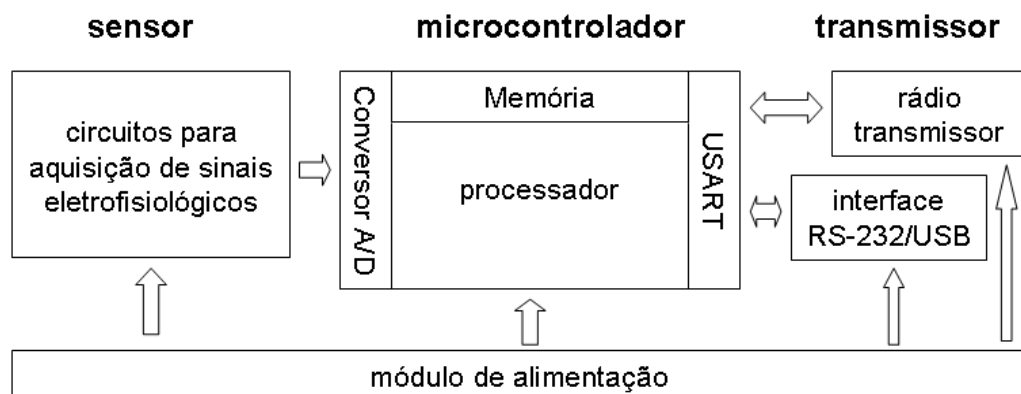 sensor
microcontrolador
transmissor
circuitos para
aquisição de sinais
eletrofisiológicos
Conversor A/D
Memória
processador
USART
rádio
transmissor
interface
RS-232/USB
módulo de alimentação